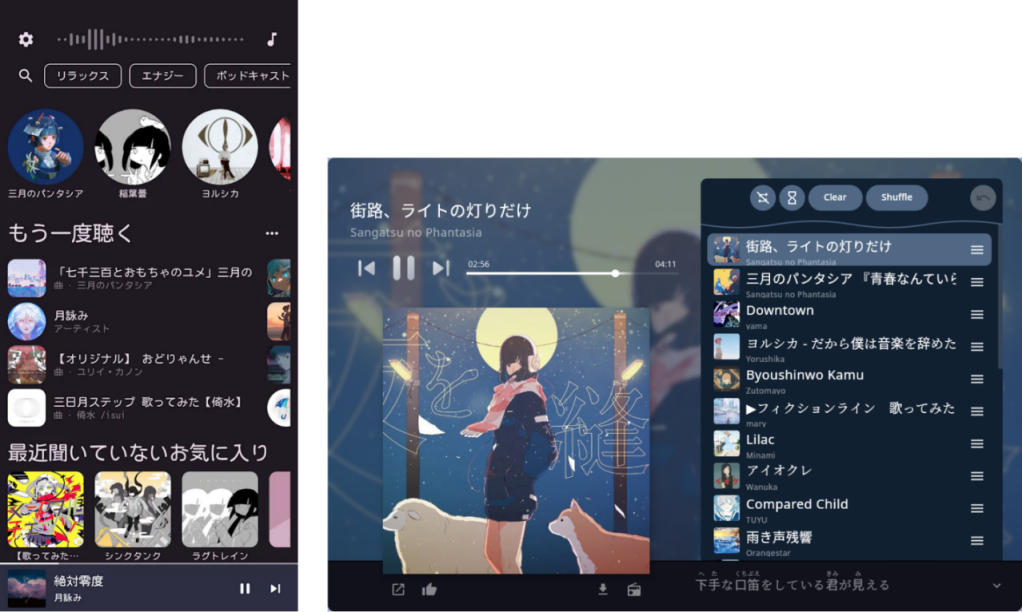 リラックス
エナジー
ポッドキャスト
三月のパンタシア
稲葉曇
ヨルシカ
もう一度聴く
「七千三百とおもちゃのユメ」三月の
曲・三月のパンタシア
月詠み
アーティスト
【オリジナル】 おどりゃんせ -
曲・ユリイ・カノン
三日月ステップ 歌ってみた【倚水】
曲・倚水 /isui
最近聞いていないお気に入り
【歌ってみた…
シンクタンク
ラグトレイン
絶対零度
月詠み
街路、ライトの灯りだけ
Sangatsu no Phantasia
02:56
04:11
縫
Clear
Shuffle
街路、ライトの灯りだけ
Sangatsu no Phantasia
三月のパンタシア 『青春なんていら
Sangatsu no Phantasia
Downtown
yama
ヨルシカ - だから僕は音楽を辞めた
Yorushika
Byoushinwo Kamu
Zutomayo
▶フィクションライン　歌ってみた
marv
Lilac
Minami
アイオクレ
Wanuka
Compared Child
TUYU
雨き声残響
Orangestar
へた くちぶえ きみ み
下手な口笛をしている君が見える